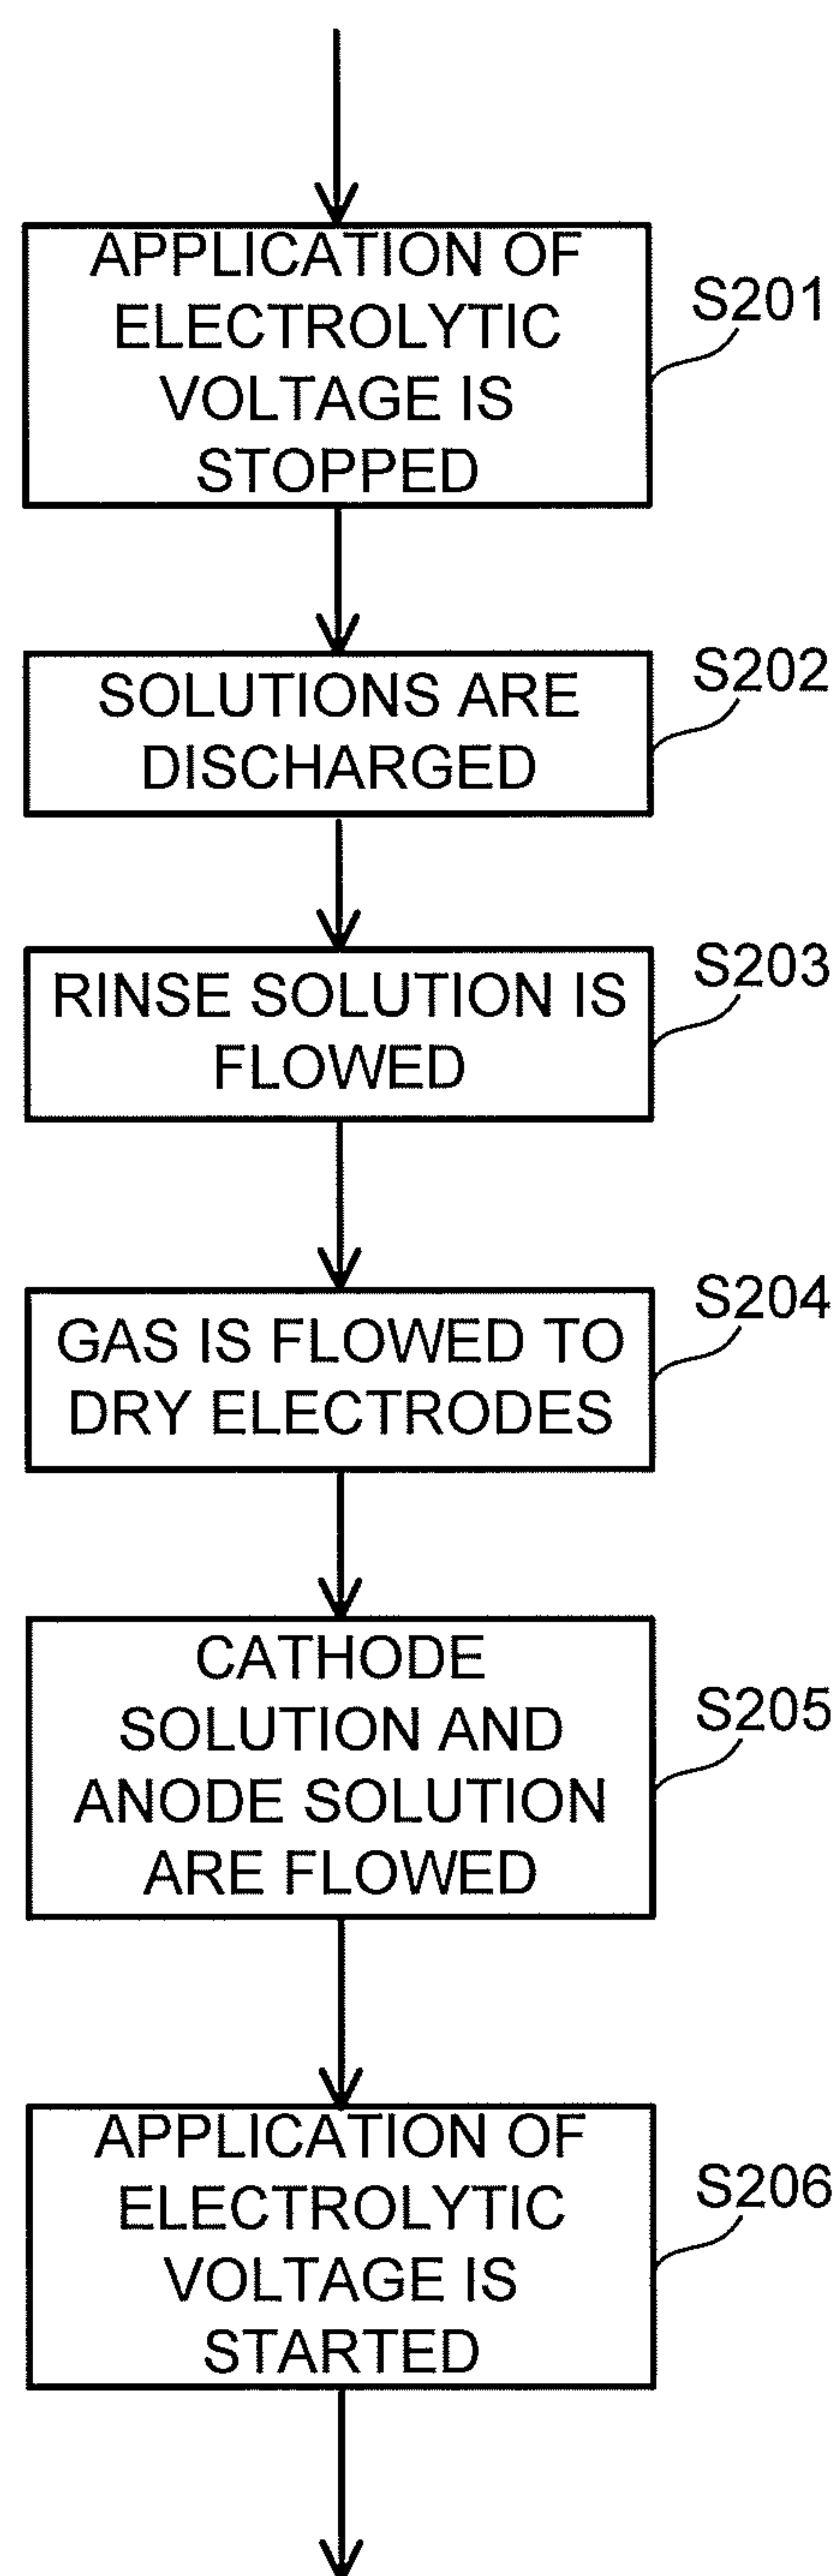 APPLICATION OF
ELECTROLYTIC
VOLTAGE IS
STOPPED
S201
SOLUTIONS ARE
DISCHARGED
S202
RINSE SOLUTION IS
FLOWED
S203
GAS IS FLOWED TO
DRY ELECTRODES
S204
CATHODE
SOLUTION AND
ANODE SOLUTION
ARE FLOWED
S205
APPLICATION OF
ELECTROLYTIC
VOLTAGE IS
STARTED
S206